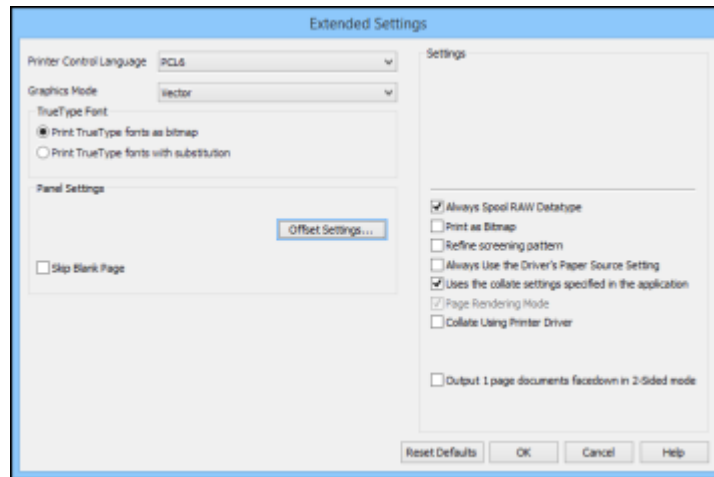 Extended Settings
Printer Control Language PCL6
Graphics Mode Vector
TrueType Font
Print TrueType fonts as bitmap
Print TrueType fonts with substitution
Panel Settings
Offset Settings...
Skip Blank Page
Settings
Always Spool RAW Datatype
Print as Bitmap
Refine screening pattern
Always Use the Driver's Paper Source Setting
Uses the collate settings specified in the application
Page Rendering Mode
Collate Using Printer Driver
Output 1 page documents facedown in 2-Sided mode
Reset Defaults OK Cancel Help